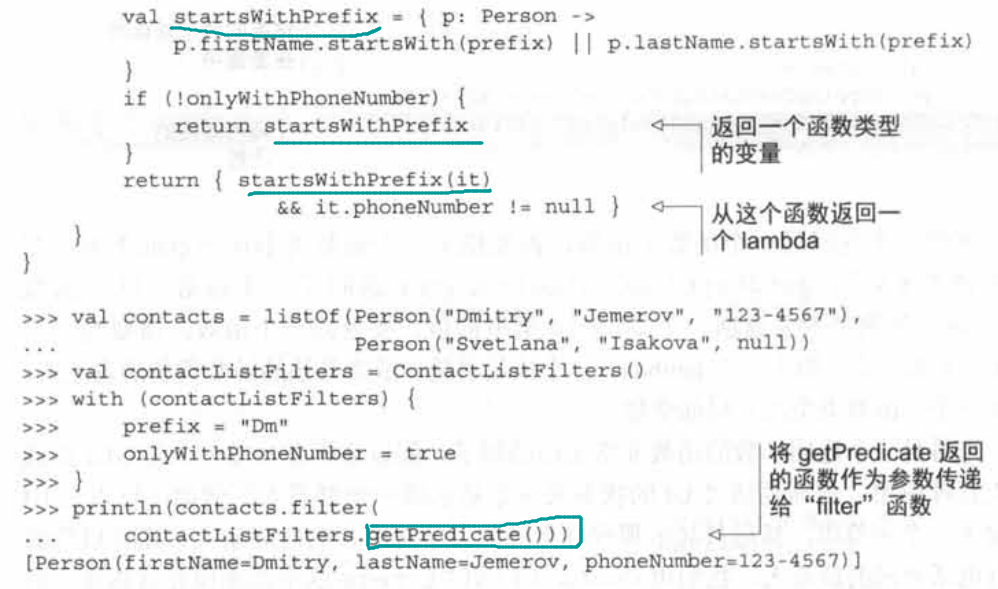 val startsWithPrefix = { p: Person ->
p.firstName.startsWith(prefix) || p.lastName.startsWith(prefix)
}
if (!onlyWithPhoneNumber) {
return startsWithPrefix
返回一个函数类型
的变量
}
return { startsWithPrefix(it)
&& it.phoneNumber != null }
从这个函数返回一
个 lambda
}
}
>>> val contacts = listOf(Person("Dmitry", "Jemerov", "123-4567"),
... Person("Svetlana", "Isakova", null))
>>> val contactListFilters = ContactListFilters()
>>> with (contactListFilters) {
>>> prefix = "Dm"
>>> onlyWithPhoneNumber = true
>>> }
>>> println(contacts.filter(
... contactListFilters.getPredicate()))
将 getPredicate 返回
的函数作为参数传递
给 “filter” 函数
[Person(firstName=Dmitry, lastName=Jemerov, phoneNumber=123-4567)]